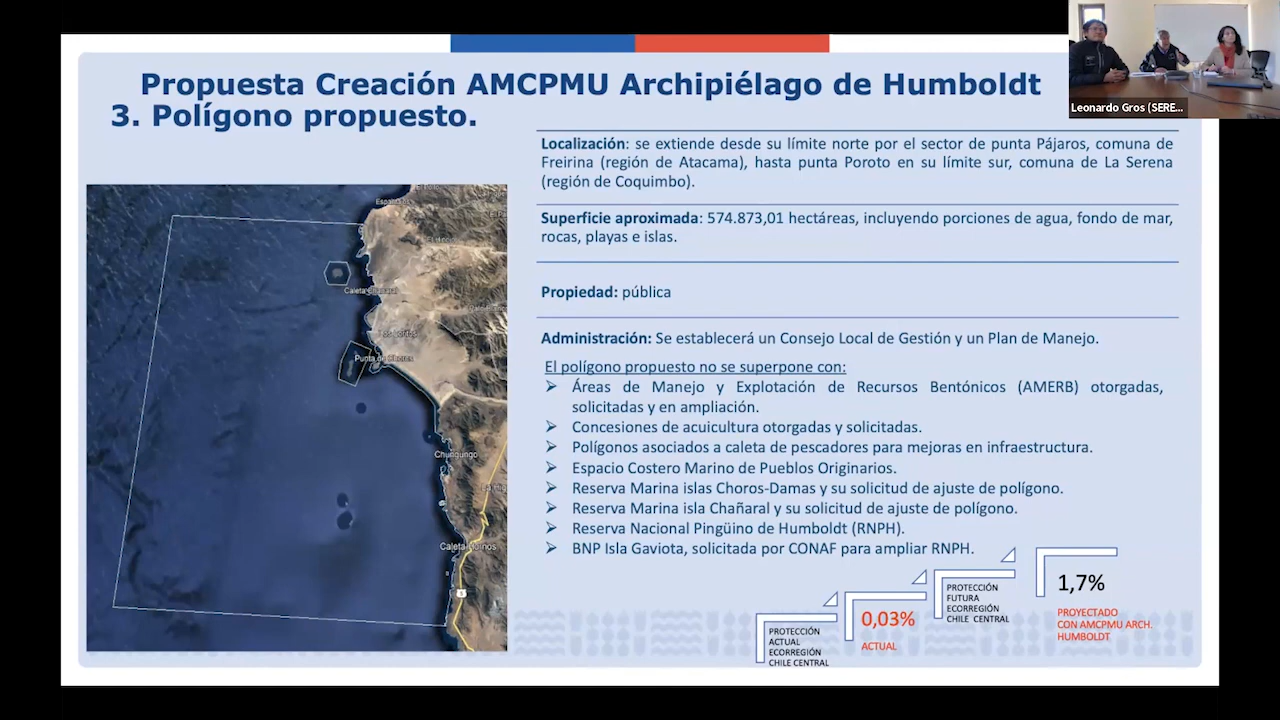 Propuesta Creación AMCPMU Archipiélago de Humboldt
3. Polígono propuesto.
Leonardo Gros (SERE...
Localización: se extiende desde su límite norte por el sector de punta Pájaros, comuna de
Freirina (región de Atacama), hasta punta Poroto en su límite sur, comuna de La Serena
(región de Coquimbo).
Superficie aproximada: 574.873,01 hectáreas, incluyendo porciones de agua, fondo de mar,
rocas, playas e islas.
Propiedad: pública
Administración: Se establecerá un Consejo Local de Gestión y un Plan de Manejo.
El polígono propuesto no se superpone con:
Áreas de Manejo y Explotación de Recursos Bentónicos (AMERB) otorgadas,
solicitadas y en ampliación.
Concesiones de acuicultura otorgadas y solicitadas.
Polígonos asociados a caleta de pescadores para mejoras en infraestructura.
Espacio Costero Marino de Pueblos Originarios.
Reserva Marina islas Choros-Damas y su solicitud de ajuste de polígono.
Reserva Marina isla Chañaral y su solicitud de ajuste de polígono.
Reserva Nacional Pingüino de Humboldt (RNPH).
BNP Isla Gaviota, solicitada por CONAF para ampliar RNPH.
Caleta Chañaral
Punta de Choros
Chungungo
Caleta Hornos
5
PROTECCIÓN
ACTUAL
ECORREGIÓN
CHILE CENTRAL
0,03%
ACTUAL
PROTECCIÓN
FUTURA
ECORREGIÓN
CHILE CENTRAL
1,7%
PROYECTADO
CON AMCPMU ARCH.
HUMBOLDT